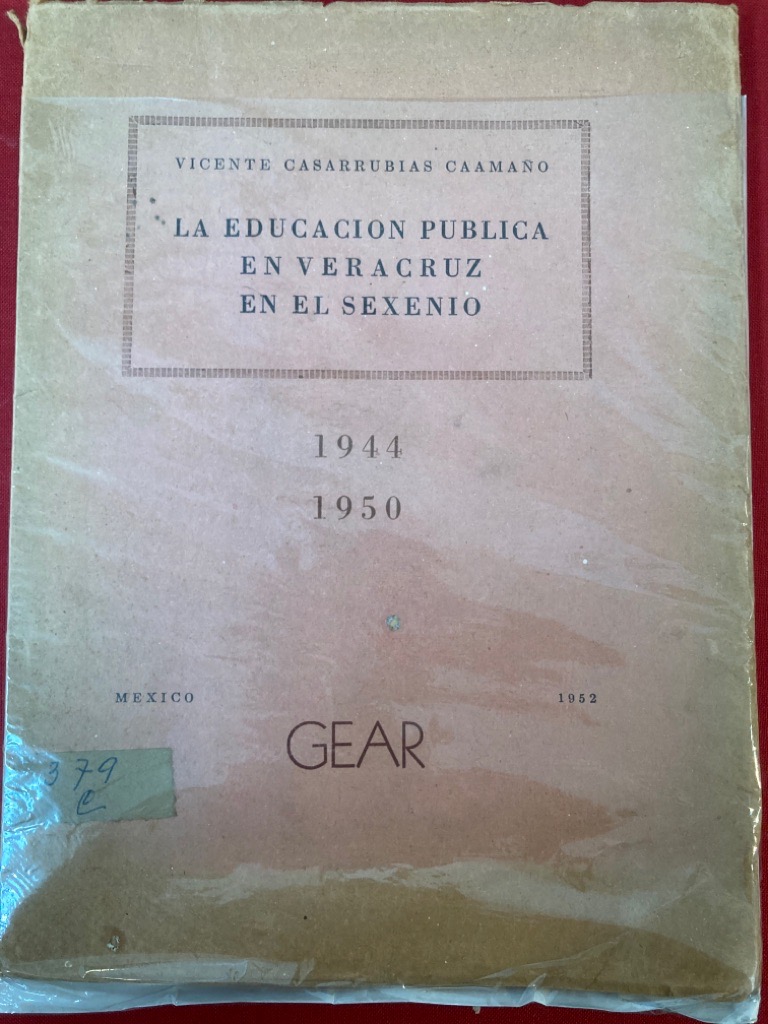 VICENTE CASARRUBIAS CAAMAÑO
LA EDUCACION PUBLICA
EN VERACRUZ
EN EL SEXENIO
1944
1950
MEXICO 1952
GEAR
379
C